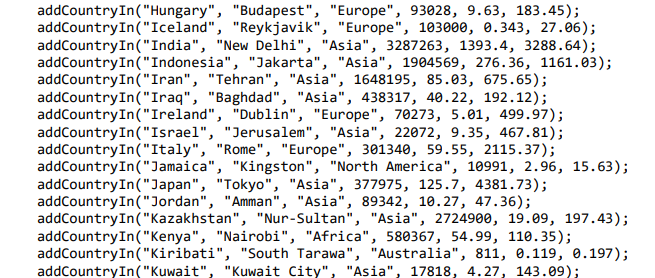 addCountryIn("Hungary", "Budapest", "Europe", 93028, 9.63, 183.45);
addCountryIn("Iceland", "Reykjavik", "Europe", 103000, 0.343, 27.06);
addCountryIn("India", "New Delhi", "Asia", 3287263, 1393.4, 3288.64);
addCountryIn("Indonesia", "Jakarta", "Asia", 1904569, 276.36, 1161.03);
addCountryIn("Iran", "Tehran", "Asia", 1648195, 85.03, 675.65);
addCountryIn("Iraq", "Baghdad", "Asia", 438317, 40.22, 192.12);
addCountryIn("Ireland", "Dublin", "Europe", 70273, 5.01, 499.97);
addCountryIn("Israel", "Jerusalem", "Asia", 22072, 9.35, 467.81);
addCountryIn("Italy", "Rome", "Europe", 301340, 59.55, 2115.37);
addCountryIn("Jamaica", "Kingston", "North America", 10991, 2.96, 15.63);
addCountryIn("Japan", "Tokyo", "Asia", 377975, 125.7, 4381.73);
addCountryIn("Jordan", "Amman", "Asia", 89342, 10.27, 47.36);
addCountryIn("Kazakhstan", "Nur-Sultan", "Asia", 2724900, 19.09, 197.43);
addCountryIn("Kenya", "Nairobi", "Africa", 580367, 54.99, 110.35);
addCountryIn("Kiribati", "South Tarawa", "Australia", 811, 0.119, 0.197);
addCountryIn("Kuwait", "Kuwait City", "Asia", 17818, 4.27, 143.09);